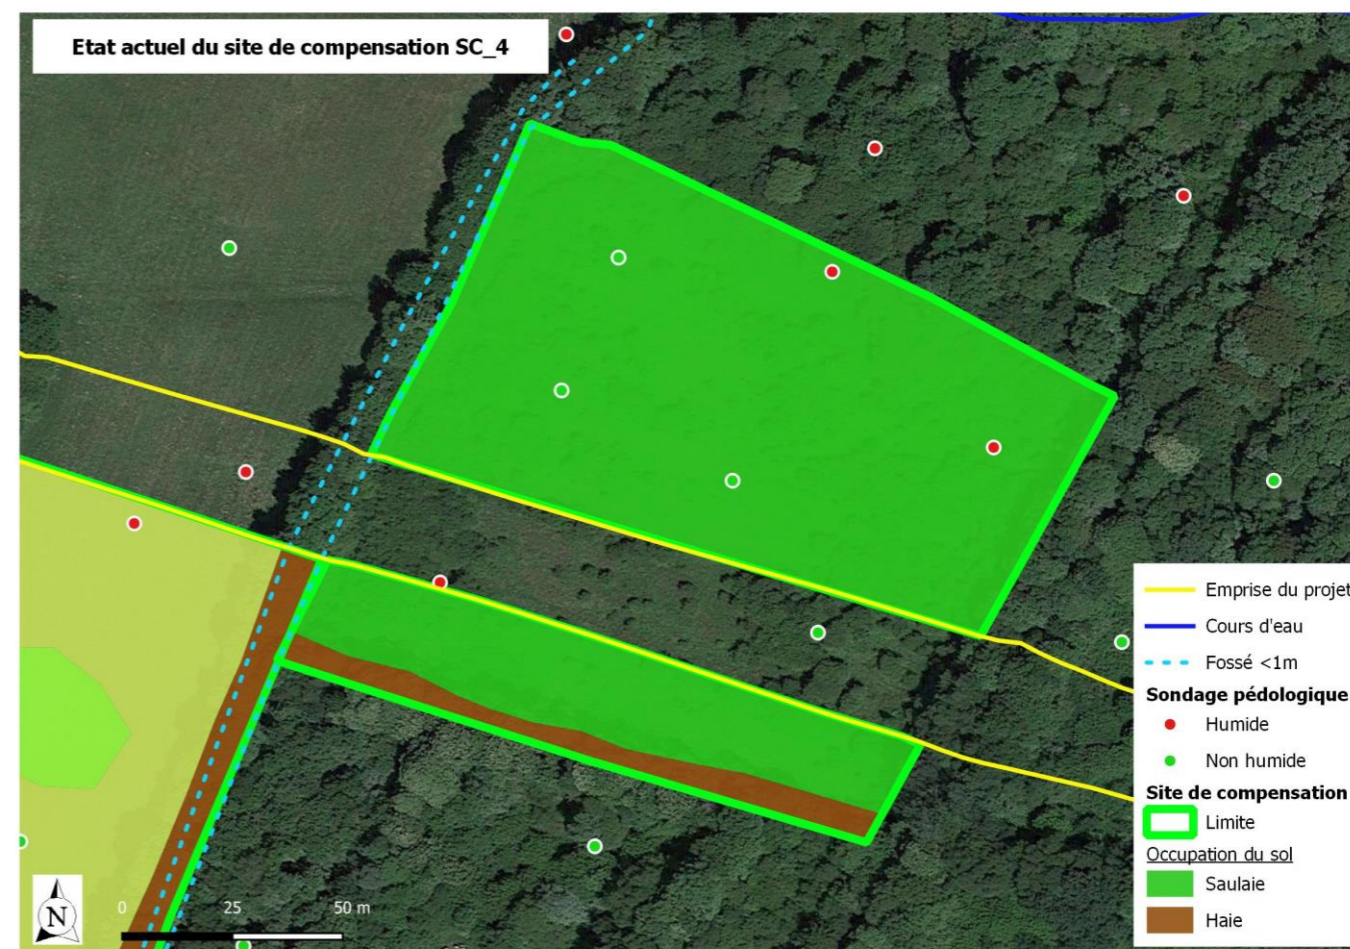 Etat actuel du site de compensation SC_4
Emprise du projet
Cours d'eau
Fossé <1m
Sondage pédologique
Humide
Non humide
Site de compensation
Limite
Occupation du sol
Saulaie
Haie
N
0 25 50 m